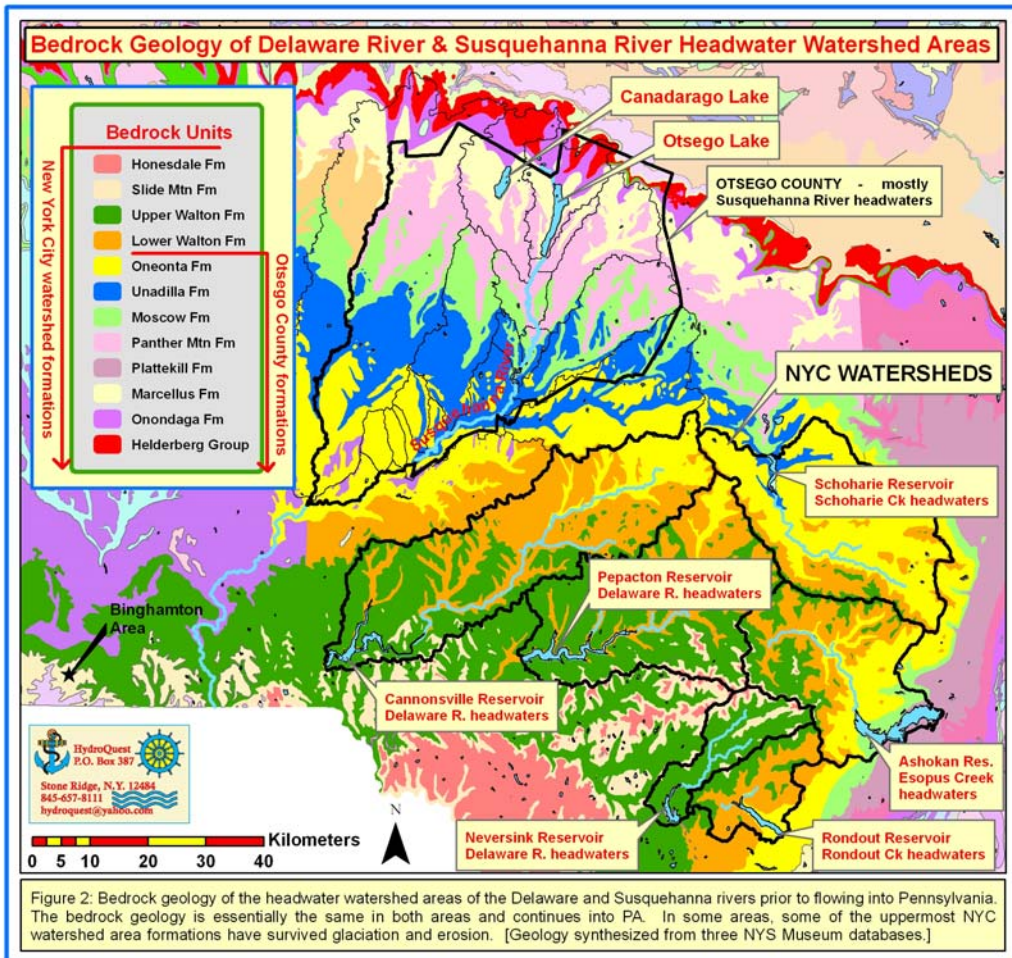 Bedrock Geology of Delaware River & Susquehanna River Headwater Watershed Areas
Bedrock Units
Honesdale Fm
Slide Mtn Fm
Upper Walton Fm
Lower Walton Fm
Oneonta Fm
Unadilla Fm
Moscow Fm
Panther Mtn Fm
Plattekill Fm
Marcellus Fm
Onondaga Fm
Helderberg Group
New York City watershed formations
Otsego County formations
Canadarago Lake
Otsego Lake
OTSEGO COUNTY - mostly
Susquehanna River headwaters
Susquehanna River
NYC WATERSHEDS
Schoharie Reservoir
Schoharie Ck headwaters
Pepacton Reservoir
Delaware R. headwaters
Binghamton
Area
Cannonsville Reservoir
Delaware R. headwaters
Ashokan Res.
Esopus Creek
headwaters
Neversink Reservoir
Delaware R. headwaters
Rondout Reservoir
Rondout Ck headwaters
HydroQuest
P.O. Box 387
Stone Ridge, N.Y. 12484
845-657-8111
hydroquest@yahoo.com
N
Kilometers
0 5 10 20 30 40
Figure 2: Bedrock geology of the headwater watershed areas of the Delaware and Susquehanna rivers prior to flowing into Pennsylvania.
The bedrock geology is essentially the same in both areas and continues into PA. In some areas, some of the uppermost NYC
watershed area formations have survived glaciation and erosion. [Geology synthesized from three NYS Museum databases.]